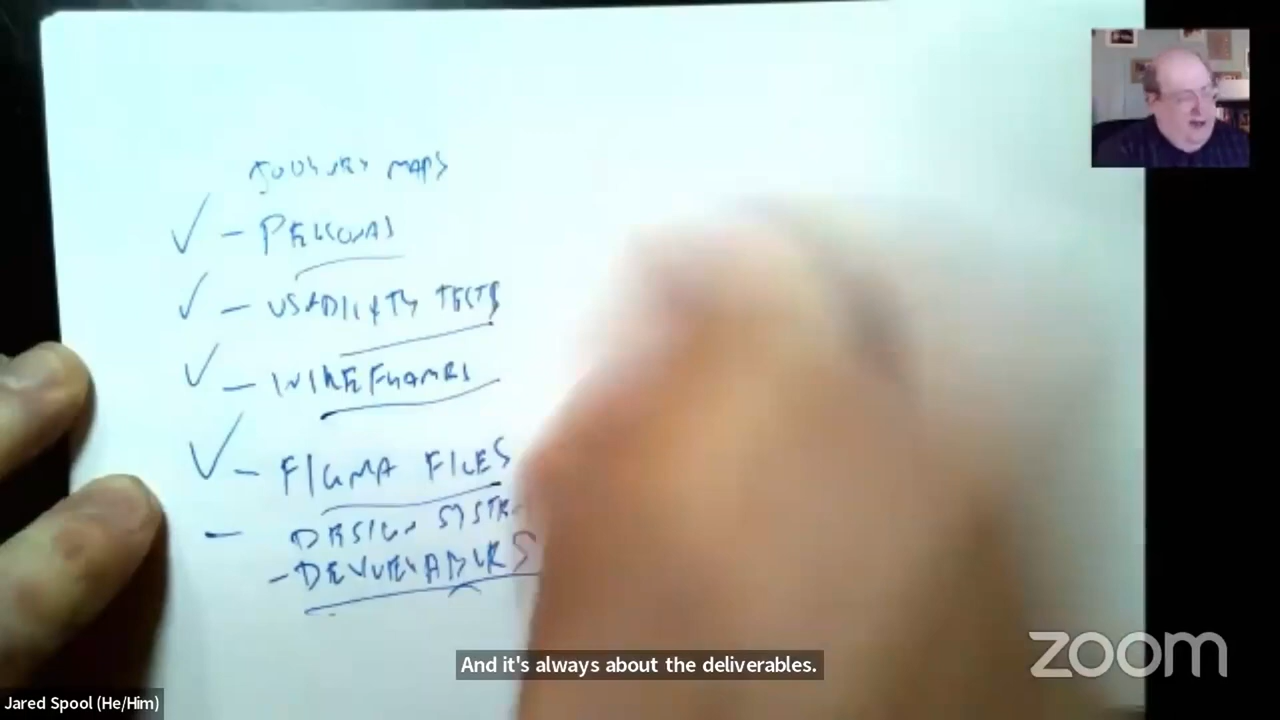 JOURNEY MAPS
✓ - PERSONAS
✓ - USABILITY TESTS
✓ - WIREFRAMES
✓ - FIGMA FILES
- DESIGN SYSTE
- DELIVERABLES
And it's always about the deliverables.
zoom
Jared Spool (He/Him)